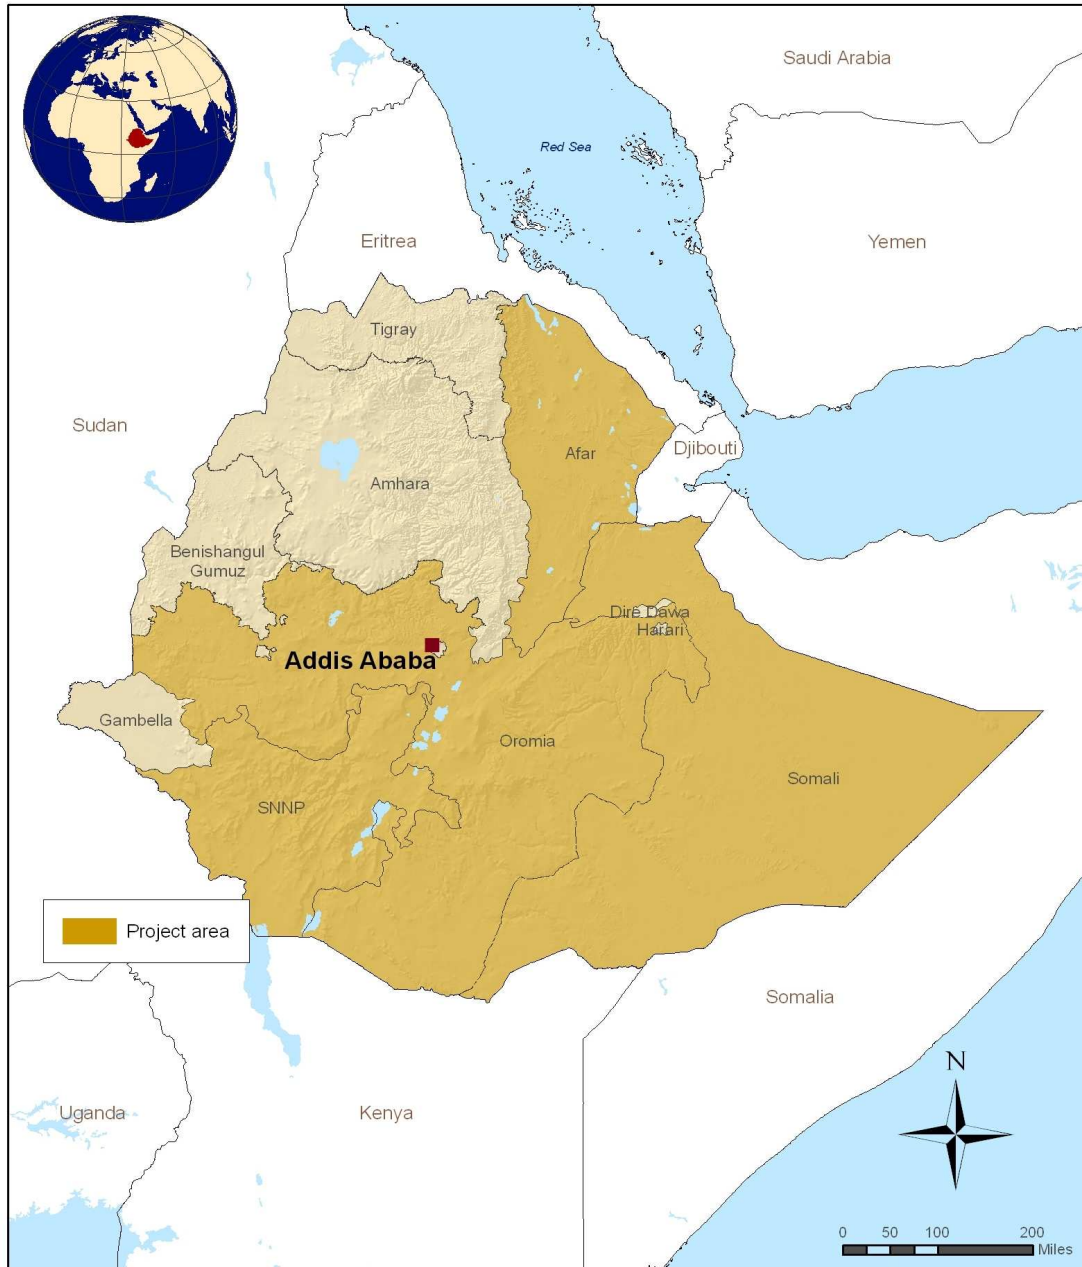 Saudi Arabia
Red Sea
Eritrea
Yemen
Tigray
Sudan
Djibouti
Afar
Amhara
Benishangul
Gumuz
Dire Dawa
Harari
Addis Ababa
Gambella
Oromia
Somali
SNNP
Project area
Somalia
N
Uganda
Kenya
0 50 100 200
Miles